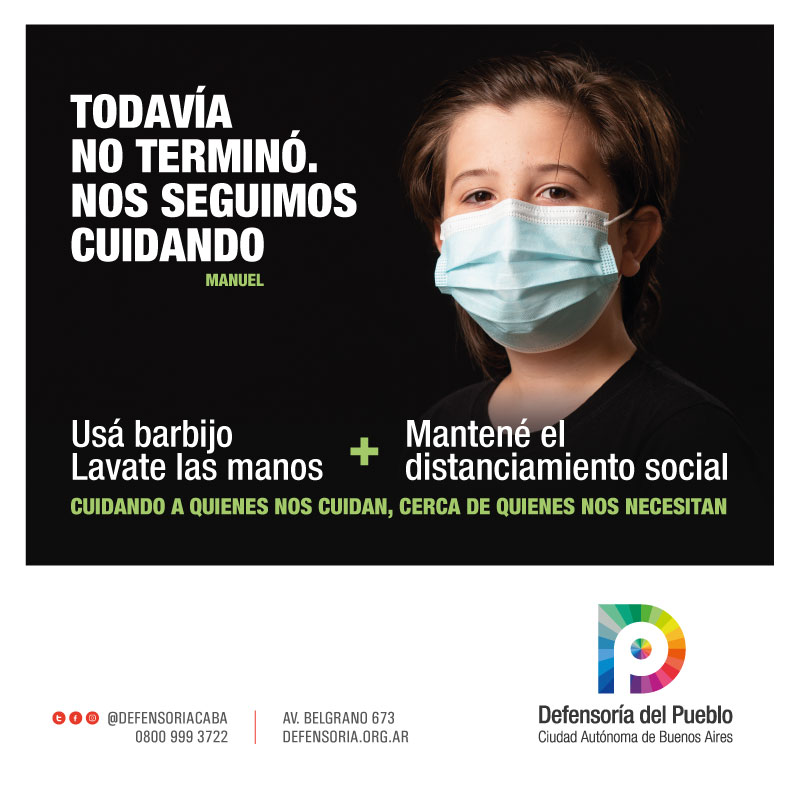 TODAVÍA
NO TERMINÓ.
NOS SEGUIMOS
CUIDANDO
MANUEL
Usá barbijo
Lavate las manos
+
Mantené el
distanciamiento social
CUIDANDO A QUIENES NOS CUIDAN, CERCA DE QUIENES NOS NECESITAN
@DEFENSORIACABA
0800 999 3722
AV. BELGRANO 673
DEFENSORIA.ORG.AR
Defensoría del Pueblo
Ciudad Autónoma de Buenos Aires